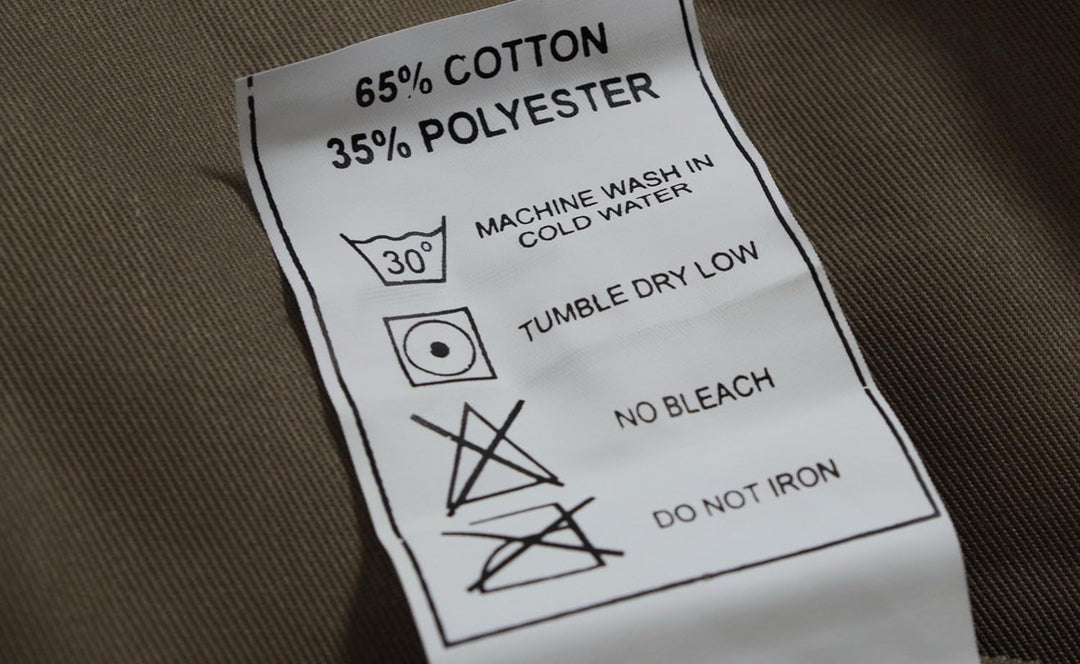 65% COTTON
35% POLYESTER
MACHINE WASH IN
COLD WATER
30°
TUMBLE DRY LOW
NO BLEACH
DO NOT IRON